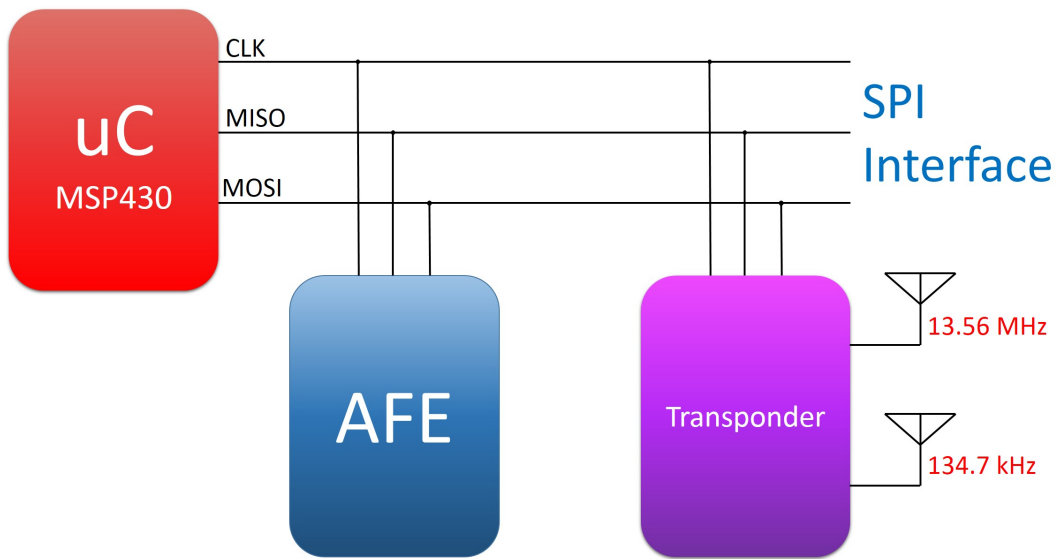 uC
MSP430
CLK
MISO
MOSI
SPI
Interface
AFE
Transponder
13.56 MHz
134.7 kHz